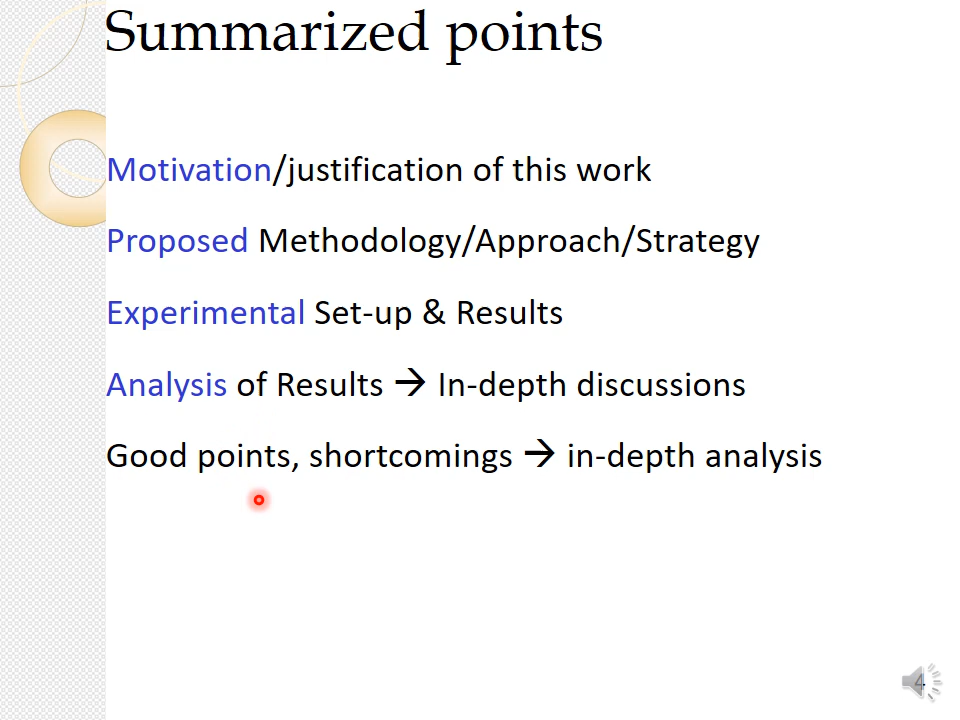 Summarized points
Motivation/justification of this work
Proposed Methodology/Approach/Strategy
Experimental Set-up & Results
Analysis of Results → In-depth discussions
Good points, shortcomings → in-depth analysis
4